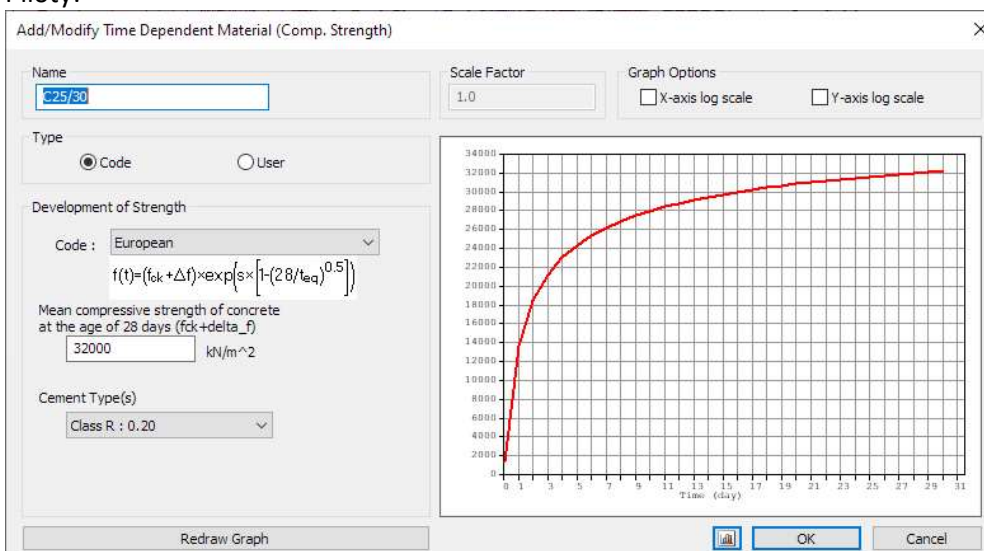 Add/Modify Time Dependent Material (Comp. Strength)
Name
C25/30
Scale Factor
1.0
Graph Options
X-axis log scale
Y-axis log scale
Type
Code
User
Development of Strength
Code :
European
f(t)=(fck+Δf)×exp(s×[1-(28/teq)^0.5])
Mean compressive strength of concrete
at the age of 28 days (fck+delta_f)
32000
kN/m^2
Cement Type(s)
Class R : 0.20
Redraw Graph
34000
32000
30000
28000
26000
24000
22000
20000
18000
16000
14000
12000
10000
8000
6000
4000
2000
0
0 1 3 5 7 9 11 13 15 17 19 21 23 25 27 29 31
Time (day)
OK
Cancel